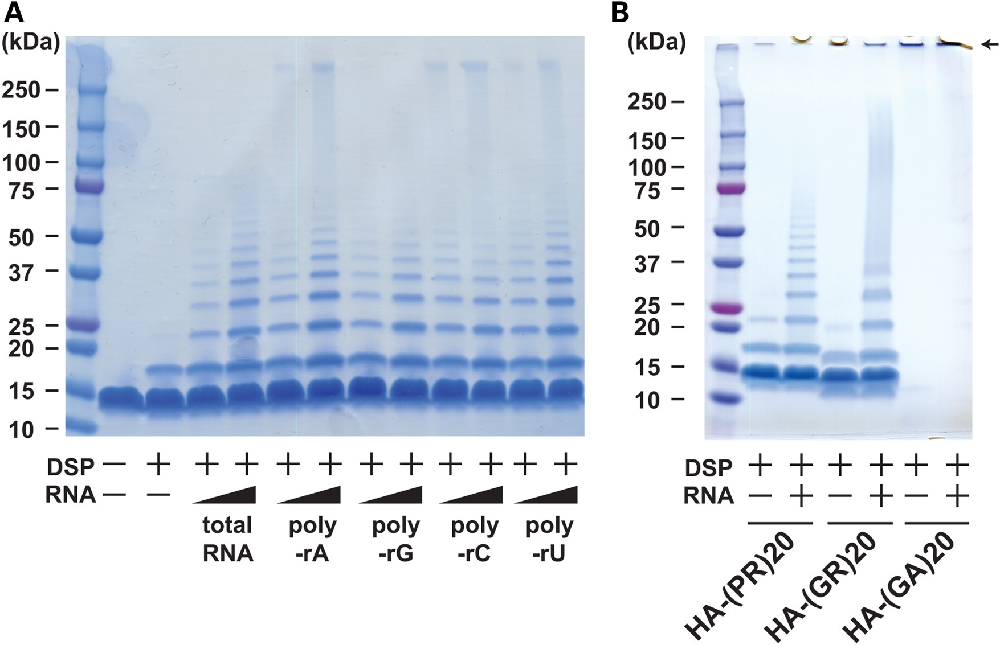 A
(kDa)
250
150
100
75
50
37
25
20
15
10
DSP — + + + + + + + + + + +
RNA — —
total RNA
poly -rA
poly -rG
poly -rC
poly -rU
B
(kDa)
250
150
100
75
50
37
25
20
15
10
DSP + + + + + +
RNA — + — + — +
HA-(PR)20
HA-(GR)20
HA-(GA)20